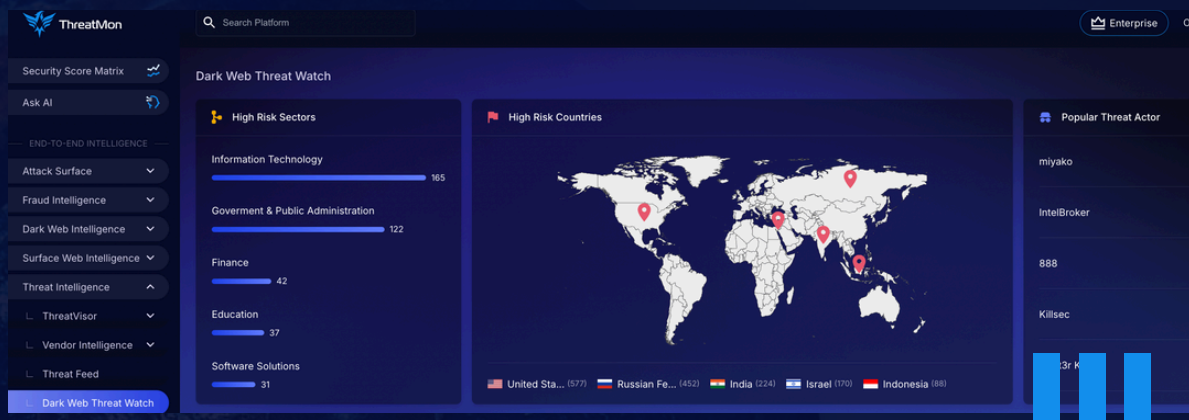 ThreatMon
Search Platform
Enterprise
Security Score Matrix
Ask AI
END-TO-END INTELLIGENCE
Attack Surface
Fraud Intelligence
Dark Web Intelligence
Surface Web Intelligence
Threat Intelligence
ThreatVisor
Vendor Intelligence
Threat Feed
Dark Web Threat Watch
Dark Web Threat Watch
High Risk Sectors
Information Technology
165
Goverment & Public Administration
122
Finance
42
Education
37
Software Solutions
31
High Risk Countries
United Sta... (577) Russian Fe... (452) India (224) Israel (170) Indonesia (88)
Popular Threat Actor
miyako
IntelBroker
888
Killsec